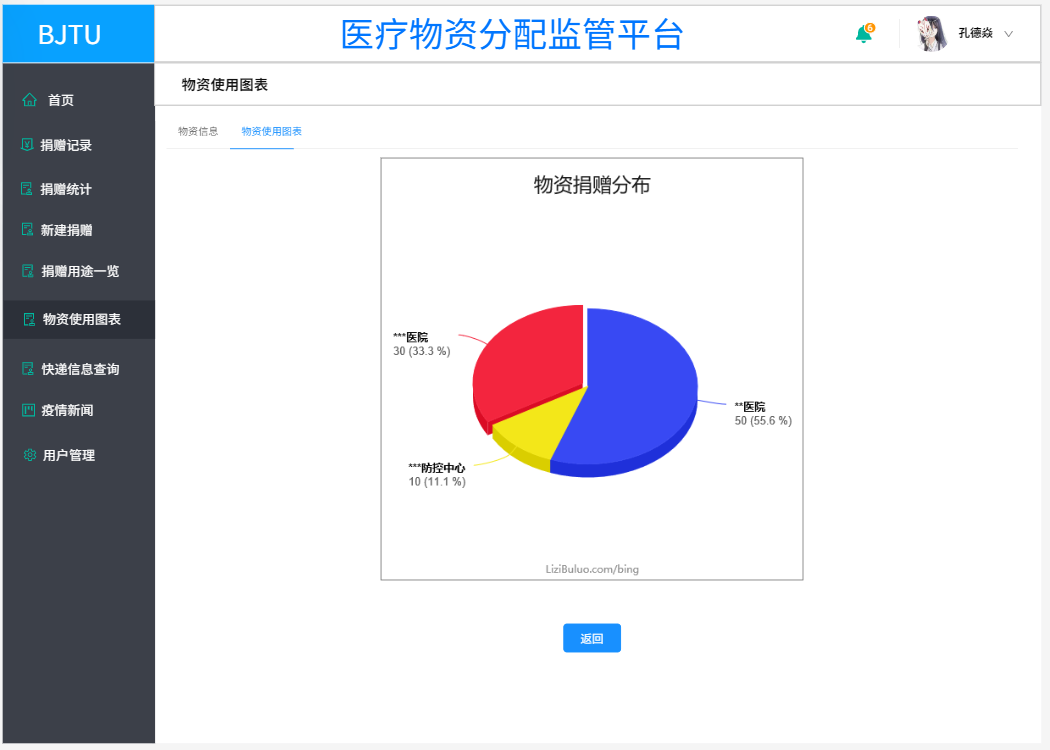 BJTU
医疗物资分配监管平台
6
孔德焱
首页
捐赠记录
捐赠统计
新建捐赠
捐赠用途一览
物资使用图表
快递信息查询
疫情新闻
用户管理
物资使用图表
物资信息
物资使用图表
物资捐赠分布
***医院
30 (33.3 %)
**医院
50 (55.6 %)
***防控中心
10 (11.1 %)
LiziBuluo.com/bing
返回